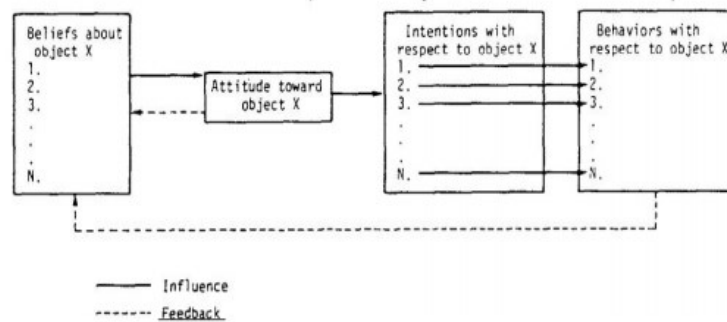 Beliefs about
object X
1.
2.
3.
.
.
.
N.
Attitude toward
object X
Intentions with
respect to object X
1.
2.
3.
.
.
.
N.
Behaviors with
respect to object X
1.
2.
3.
.
.
.
N.
Influence
Feedback